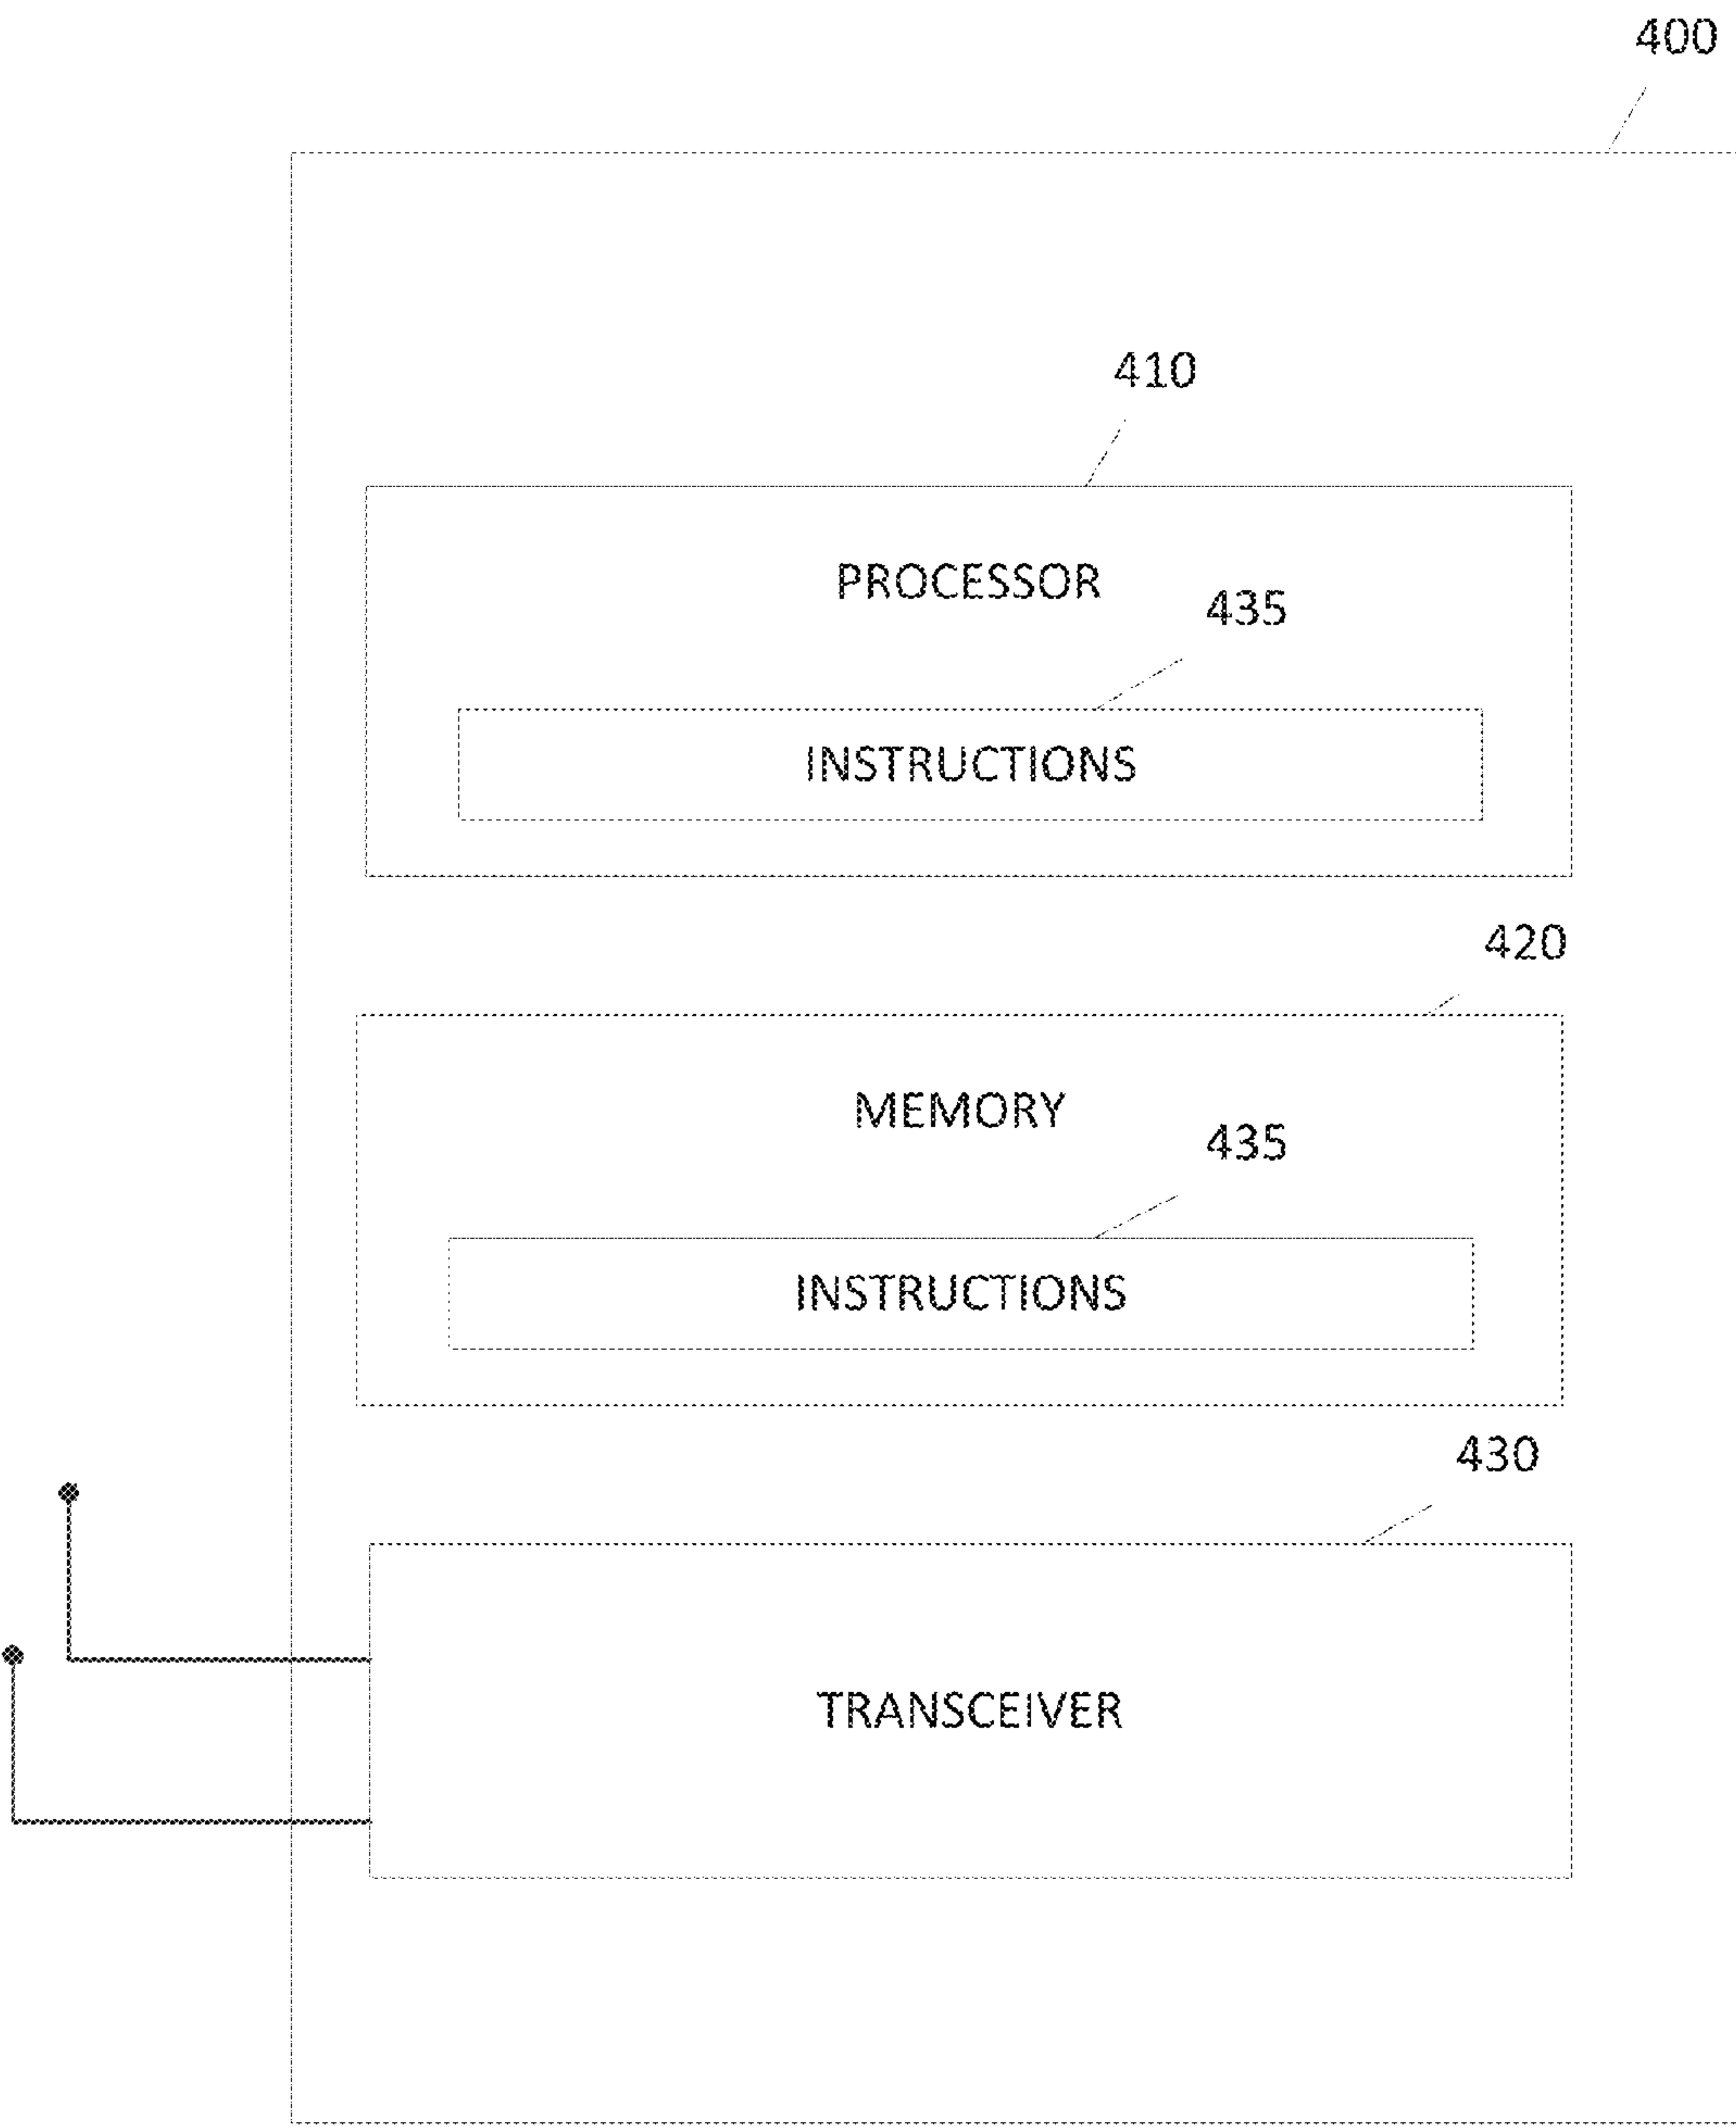 400
410
PROCESSOR
435
INSTRUCTIONS
420
MEMORY
435
INSTRUCTIONS
430
TRANSCEIVER